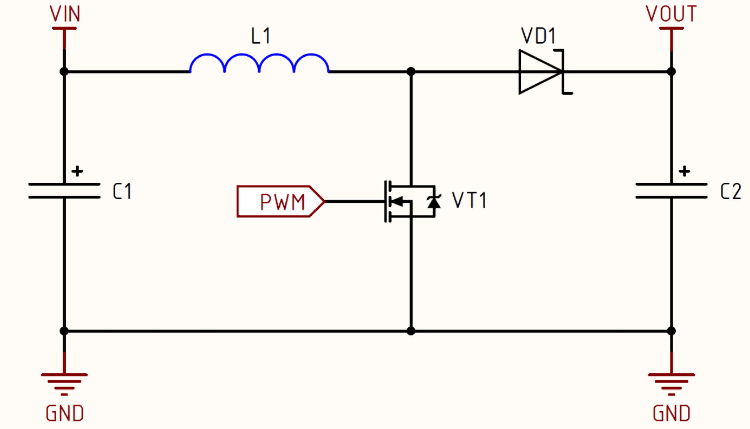 VIN
VOUT
L1
VD1
+
C1
PWM
VT1
+
C2
GND
GND